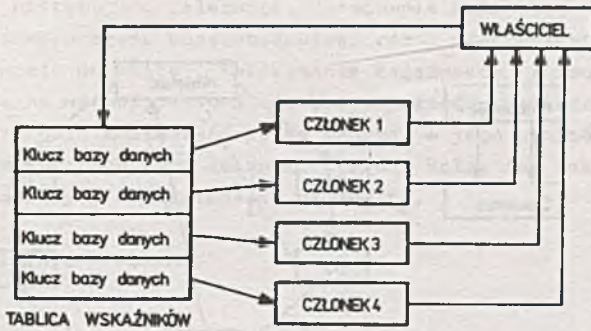 WŁAŚCICIEL
Klucz bazy danych
Klucz bazy danych
Klucz bazy danych
Klucz bazy danych
CZŁONEK 1
CZŁONEK 2
CZŁONEK 3
CZŁONEK 4
TABLICA WSKAŹNIKÓW